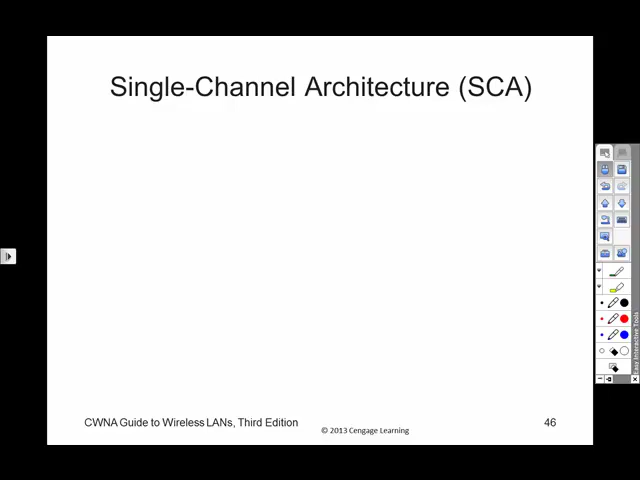 Single-Channel Architecture (SCA)
CWNA Guide to Wireless LANs, Third Edition
© 2013 Cengage Learning
46
Easy Interactive Tools